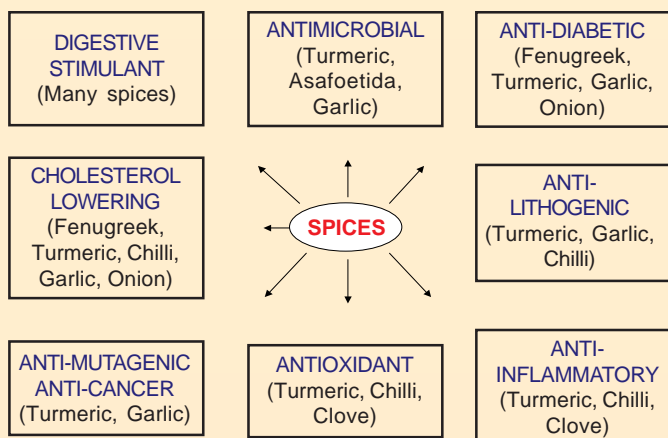 DIGESTIVE
STIMULANT
(Many spices)
ANTIMICROBIAL
(Turmeric,
Asafoetida,
Garlic)
ANTI-DIABETIC
(Fenugreek,
Turmeric, Garlic,
Onion)
CHOLESTEROL
LOWERING
(Fenugreek,
Turmeric, Chilli,
Garlic, Onion)
SPICES
ANTI-
LITHOGENIC
(Turmeric, Garlic,
Chilli)
ANTI-MUTAGENIC
ANTI-CANCER
(Turmeric, Garlic)
ANTIOXIDANT
(Turmeric, Chilli,
Clove)
ANTI-
INFLAMMATORY
(Turmeric, Chilli,
Clove)